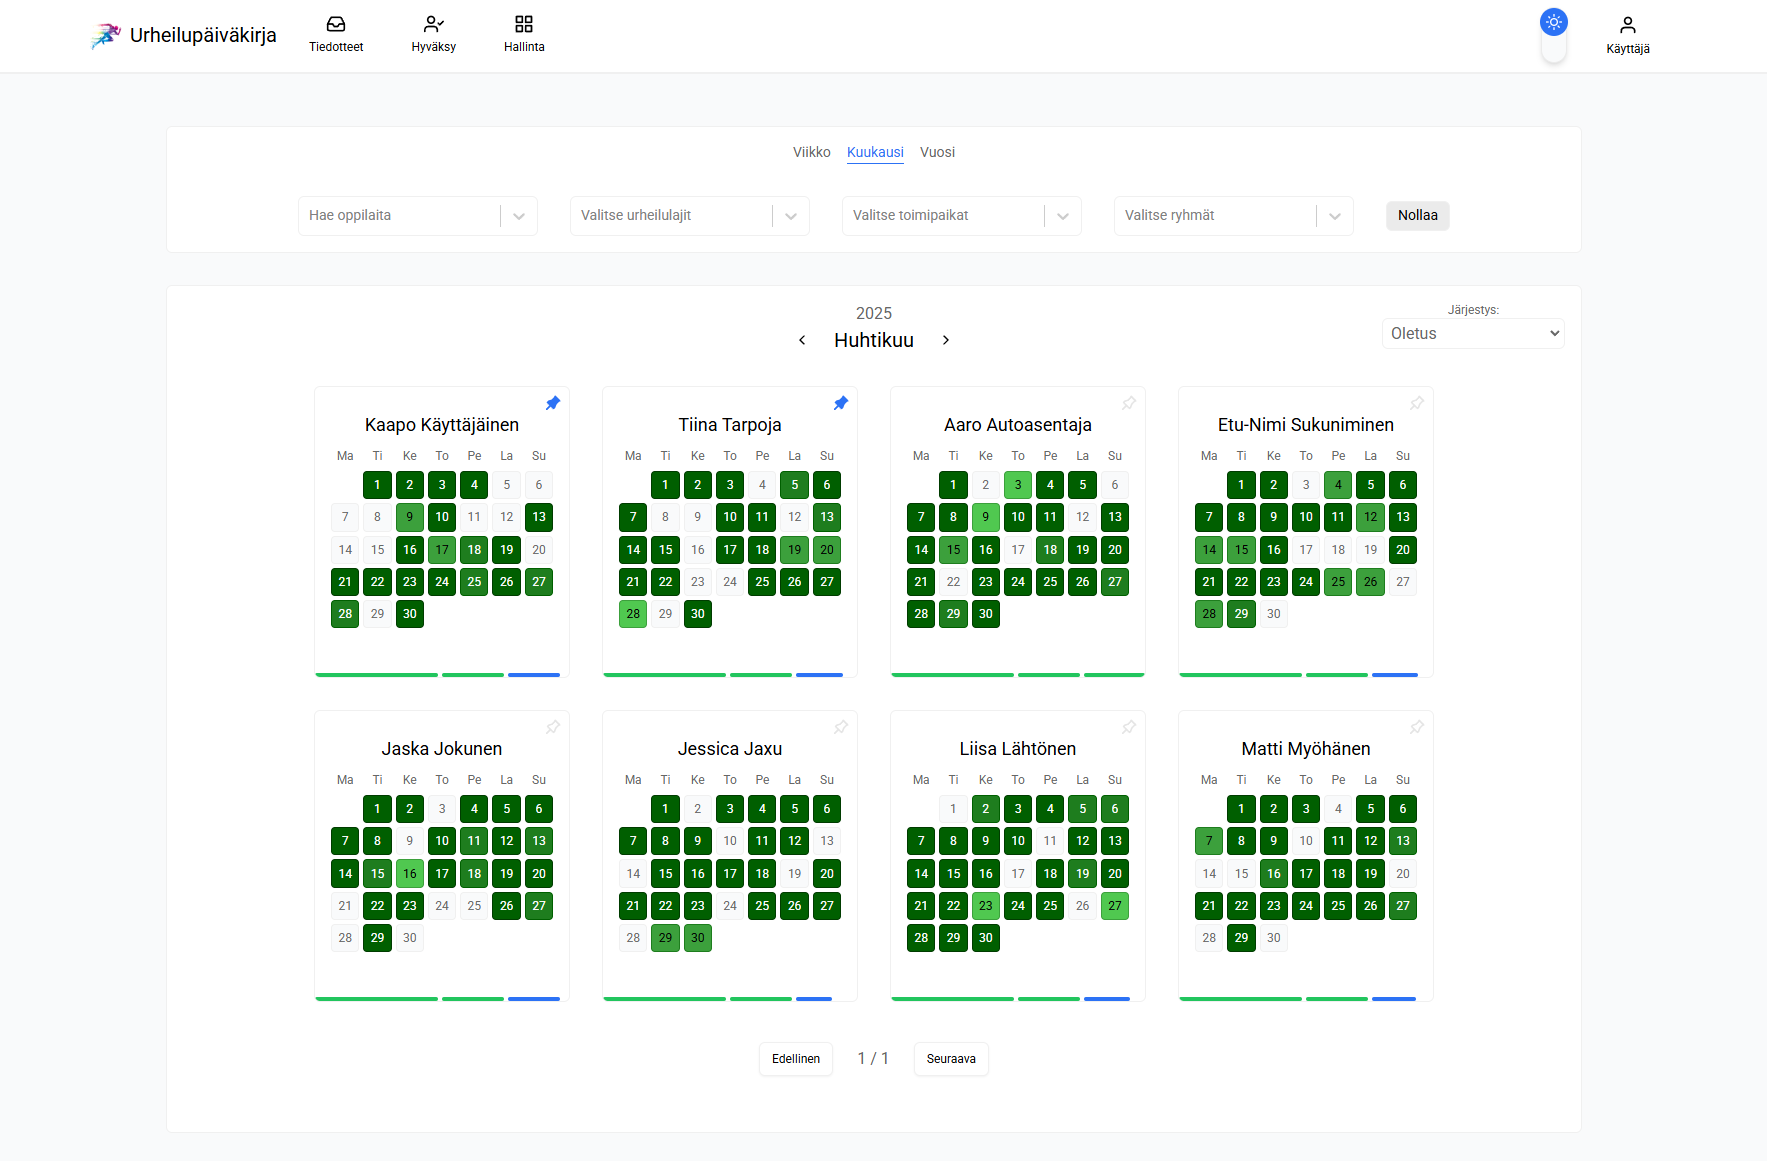 Urheilupäiväkirja
Tiedotteet
Hyväksy
Hallinta
Käyttäjä
Viikko Kuukausi Vuosi
Hae oppilaita
Valitse urheilulajit
Valitse toimipaikat
Valitse ryhmät
Nollaa
2025
Huhtikuu
Järjestys:
Oletus
Kaapo Käyttäjäinen
Ma Ti Ke To Pe La Su
1 2 3 4 5 6
7 8 9 10 11 12 13
14 15 16 17 18 19 20
21 22 23 24 25 26 27
28 29 30
Tiina Tarpoja
Ma Ti Ke To Pe La Su
1 2 3 4 5 6
7 8 9 10 11 12 13
14 15 16 17 18 19 20
21 22 23 24 25 26 27
28 29 30
Aaro Autoasentaja
Ma Ti Ke To Pe La Su
1 2 3 4 5 6
7 8 9 10 11 12 13
14 15 16 17 18 19 20
21 22 23 24 25 26 27
28 29 30
Etu-Nimi Sukuniminen
Ma Ti Ke To Pe La Su
1 2 3 4 5 6
7 8 9 10 11 12 13
14 15 16 17 18 19 20
21 22 23 24 25 26 27
28 29 30
Jaska Jokunen
Ma Ti Ke To Pe La Su
1 2 3 4 5 6
7 8 9 10 11 12 13
14 15 16 17 18 19 20
21 22 23 24 25 26 27
28 29 30
Jessica Jaxu
Ma Ti Ke To Pe La Su
1 2 3 4 5 6
7 8 9 10 11 12 13
14 15 16 17 18 19 20
21 22 23 24 25 26 27
28 29 30
Liisa Lähtönen
Ma Ti Ke To Pe La Su
1 2 3 4 5 6
7 8 9 10 11 12 13
14 15 16 17 18 19 20
21 22 23 24 25 26 27
28 29 30
Matti Myöhänen
Ma Ti Ke To Pe La Su
1 2 3 4 5 6
7 8 9 10 11 12 13
14 15 16 17 18 19 20
21 22 23 24 25 26 27
28 29 30
Edellinen 1 / 1 Seuraava